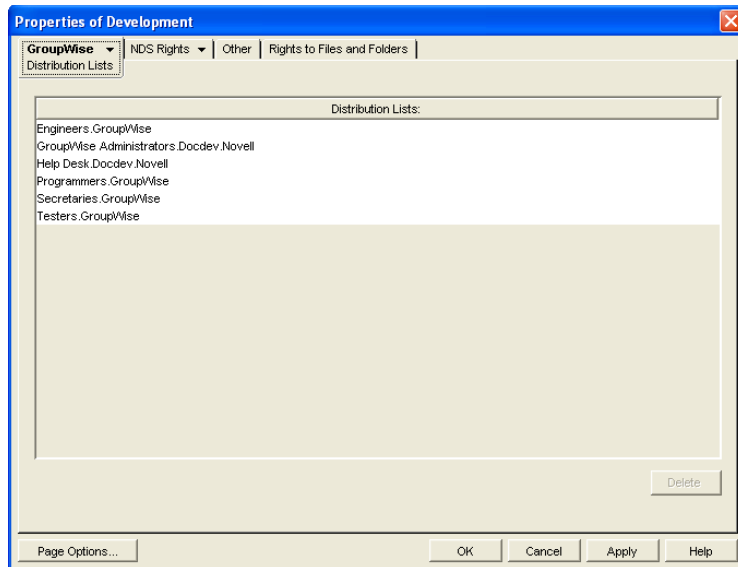 Properties of Development
GroupWise NDS Rights Other Rights to Files and Folders
Distribution Lists
Distribution Lists:
Engineers.GroupWise
GroupWise Administrators.Docdev.Novell
Help Desk.Docdev.Novell
Programmers.GroupWise
Secretaries.GroupWise
Testers.GroupWise
Delete
Page Options... OK Cancel Apply Help